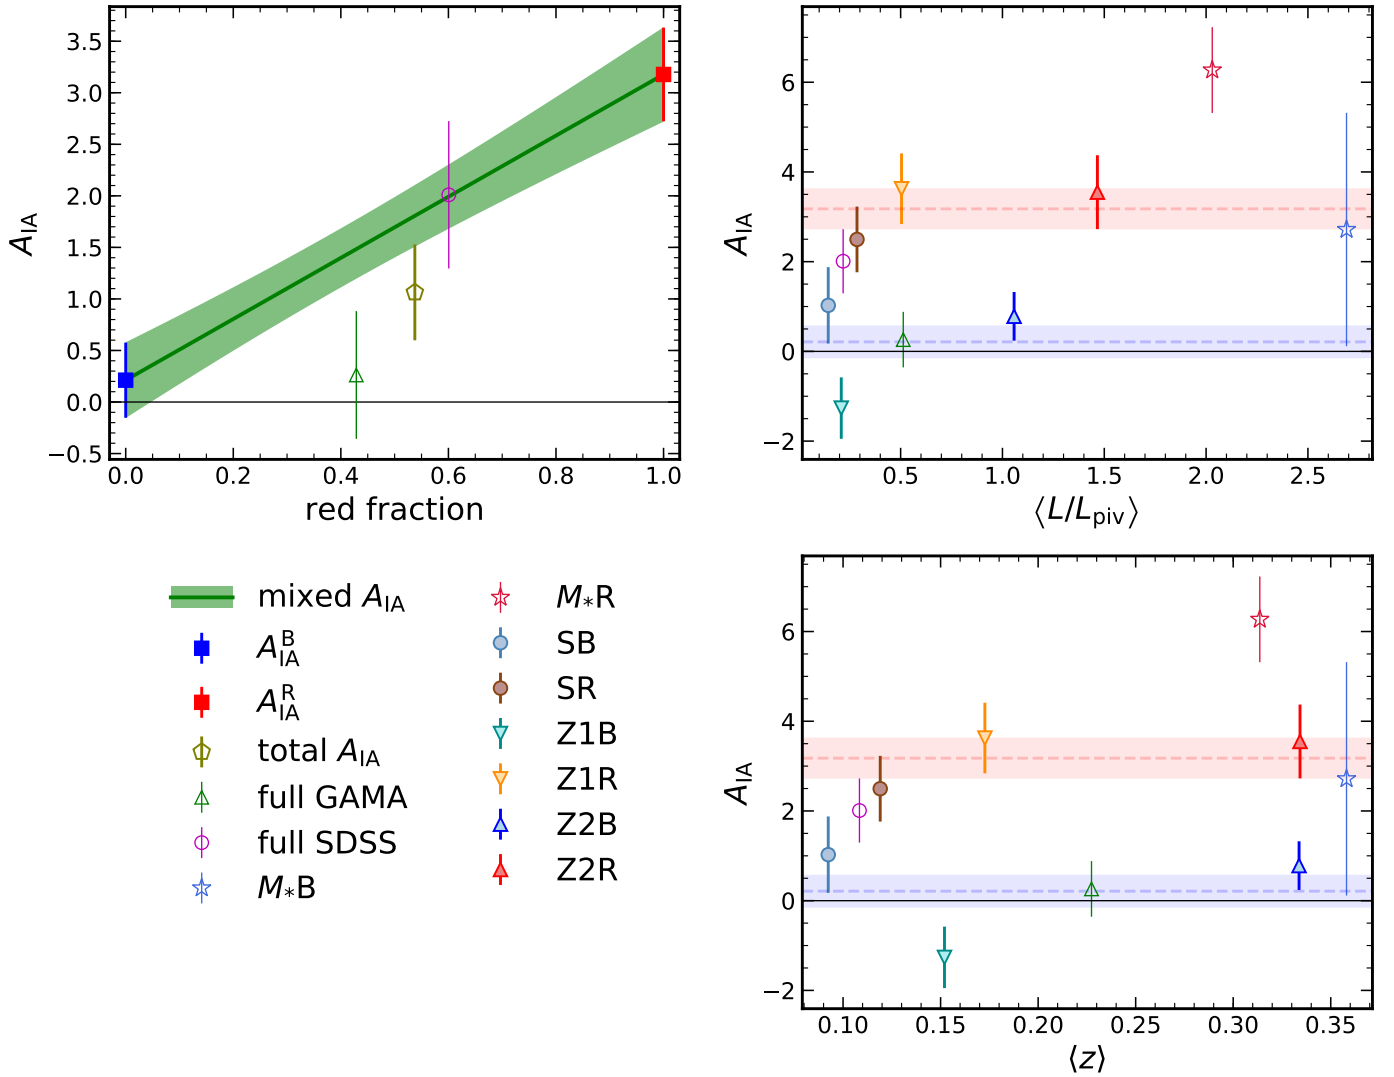 3.5
3.0
2.5
2.0
1.5
1.0
0.5
0.0
−0.5
A_IA
0.0 0.2 0.4 0.6 0.8 1.0
red fraction
6
4
2
0
−2
A_IA
0.5 1.0 1.5 2.0 2.5
⟨L/L_piv⟩
mixed A_IA
A_IA^B
A_IA^R
total A_IA
full GAMA
full SDSS
M_*B
M_*R
SB
SR
Z1B
Z1R
Z2B
Z2R
6
4
2
0
−2
A_IA
0.10 0.15 0.20 0.25 0.30 0.35
⟨z⟩